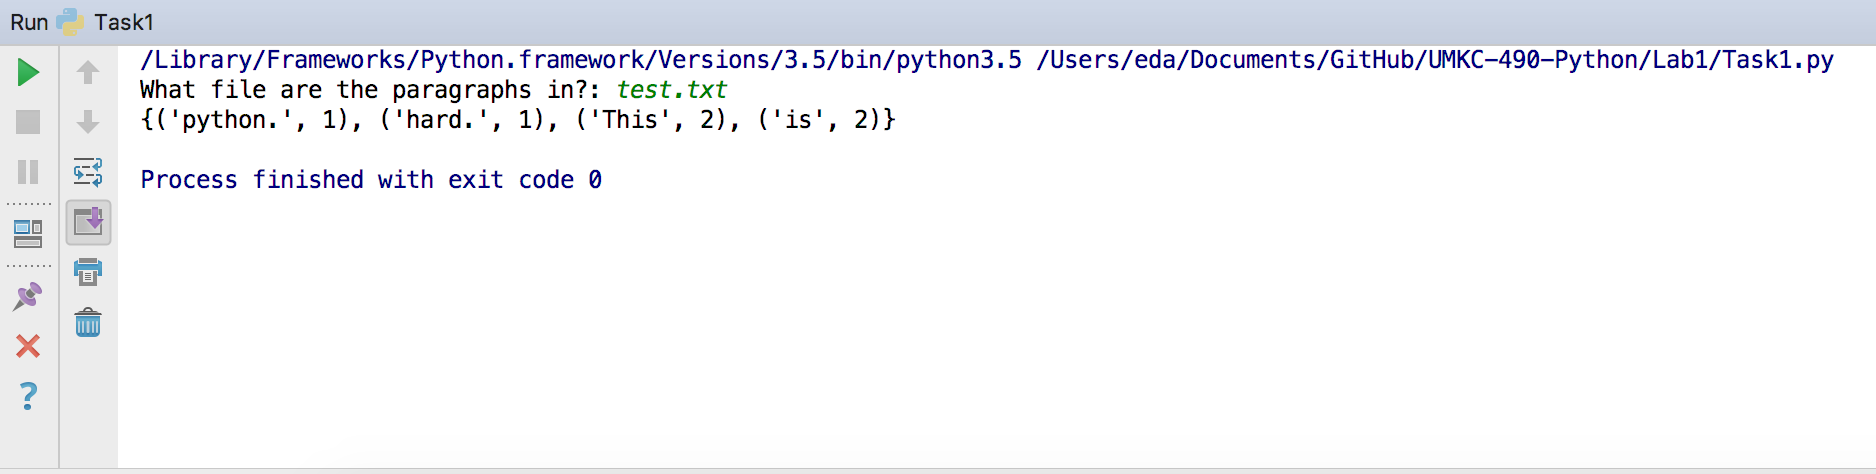 Run Task1
/Library/Frameworks/Python.framework/Versions/3.5/bin/python3.5 /Users/eda/Documents/GitHub/UMKC-490-Python/Lab1/Task1.py
What file are the paragraphs in?: test.txt
{('python.', 1), ('hard.', 1), ('This', 2), ('is', 2)}
Process finished with exit code 0